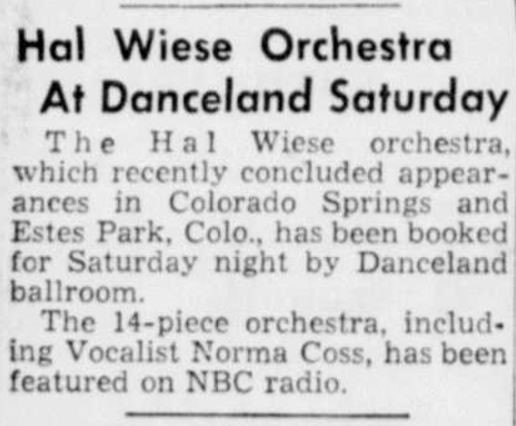 Hal Wiese Orchestra
At Danceland Saturday
The Hal Wiese orchestra,
which recently concluded appear-
ances in Colorado Springs and
Estes Park, Colo., has been booked
for Saturday night by Danceland
ballroom.
The 14-piece orchestra, includ-
ing Vocalist Norma Coss, has been
featured on NBC radio.